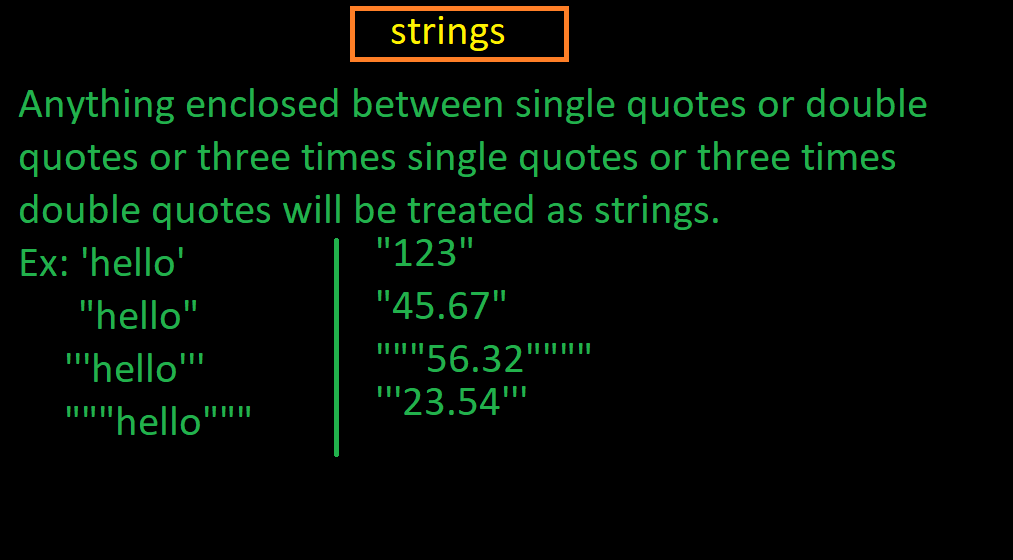 strings
Anything enclosed between single quotes or double
quotes or three times single quotes or three times
double quotes will be treated as strings.
Ex: 'hello'
"hello"
'''hello'''
"""hello"""
"123"
"45.67"
"""56.32""""
'''23.54'''